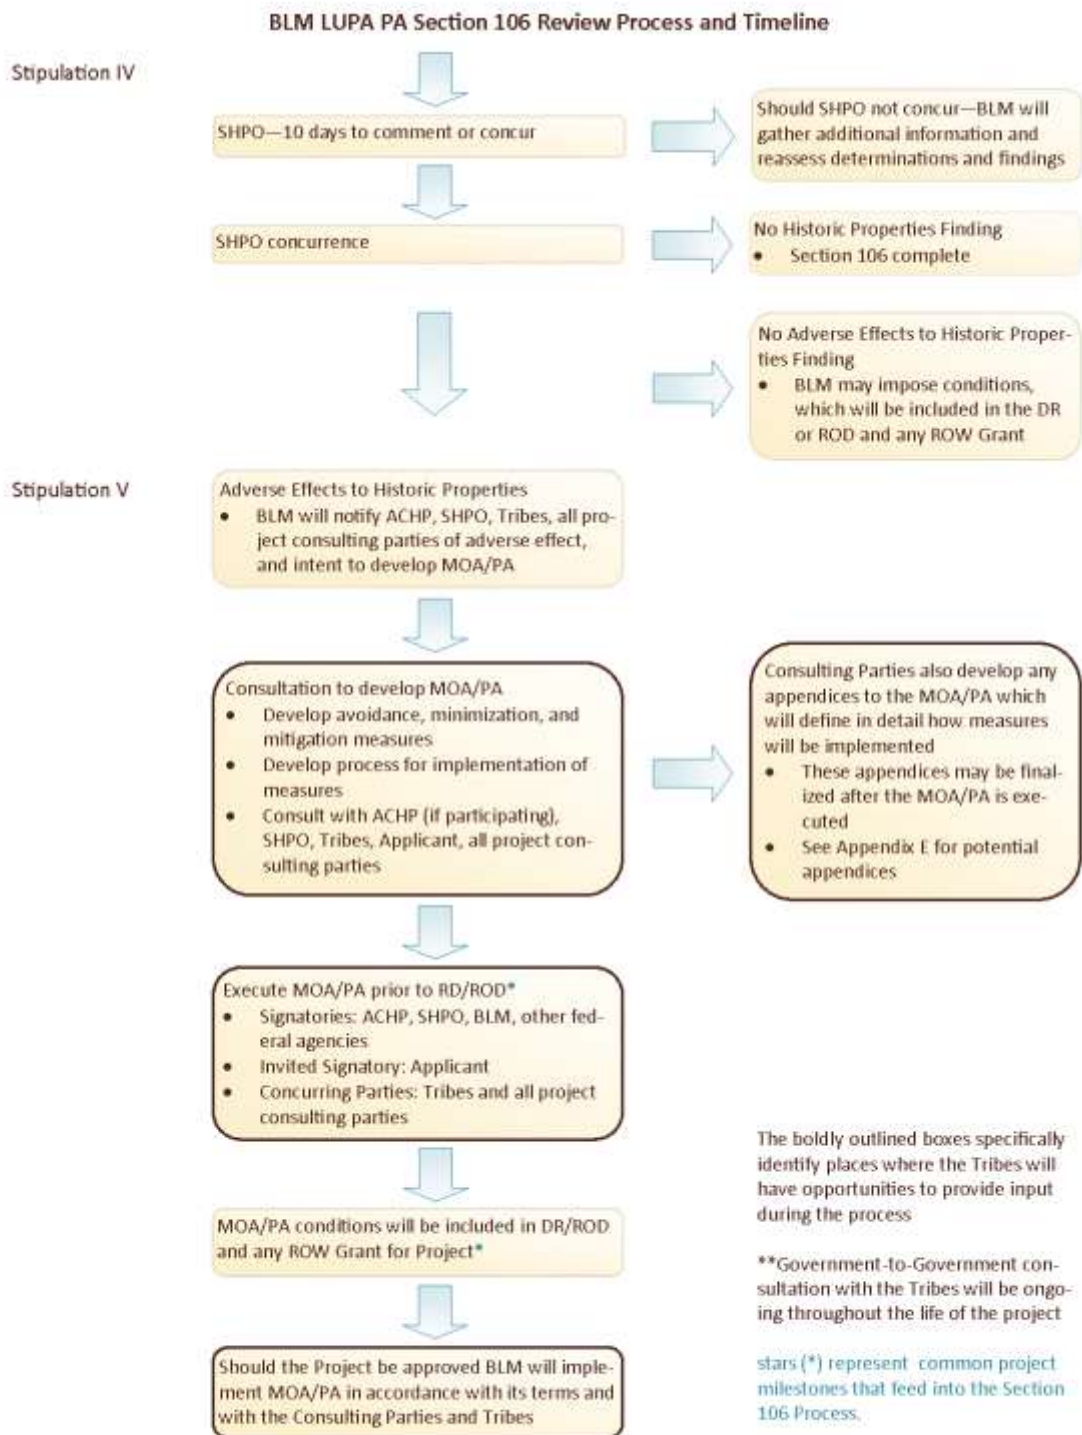 BLM LUPA PA Section 106 Review Process and Timeline
Stipulation IV
SHPO—10 days to comment or concur
Should SHPO not concur—BLM will
gather additional information and
reassess determinations and findings
SHPO concurrence
No Historic Properties Finding
• Section 106 complete
No Adverse Effects to Historic Proper-
ties Finding
• BLM may impose conditions,
which will be included in the DR
or ROD and any ROW Grant
Stipulation V
Adverse Effects to Historic Properties
• BLM will notify ACHP, SHPO, Tribes, all pro-
ject consulting parties of adverse effect,
and intent to develop MOA/PA
Consultation to develop MOA/PA
• Develop avoidance, minimization, and
mitigation measures
• Develop process for implementation of
measures
• Consult with ACHP (if participating),
SHPO, Tribes, Applicant, all project con-
sulting parties
Consulting Parties also develop any
appendices to the MOA/PA which
will define in detail how measures
will be implemented
• These appendices may be final-
ized after the MOA/PA is exe-
cuted
• See Appendix E for potential
appendices
Execute MOA/PA prior to RD/ROD*
• Signatories: ACHP, SHPO, BLM, other fed-
eral agencies
• Invited Signatory: Applicant
• Concurring Parties: Tribes and all project
consulting parties
MOA/PA conditions will be included in DR/ROD
and any ROW Grant for Project*
Should the Project be approved BLM will imple-
ment MOA/PA in accordance with its terms and
with the Consulting Parties and Tribes
The boldly outlined boxes specifically
identify places where the Tribes will
have opportunities to provide input
during the process
**Government-to-Government con-
sultation with the Tribes will be ongo-
ing throughout the life of the project
stars (*) represent common project
milestones that feed into the Section
106 Process.